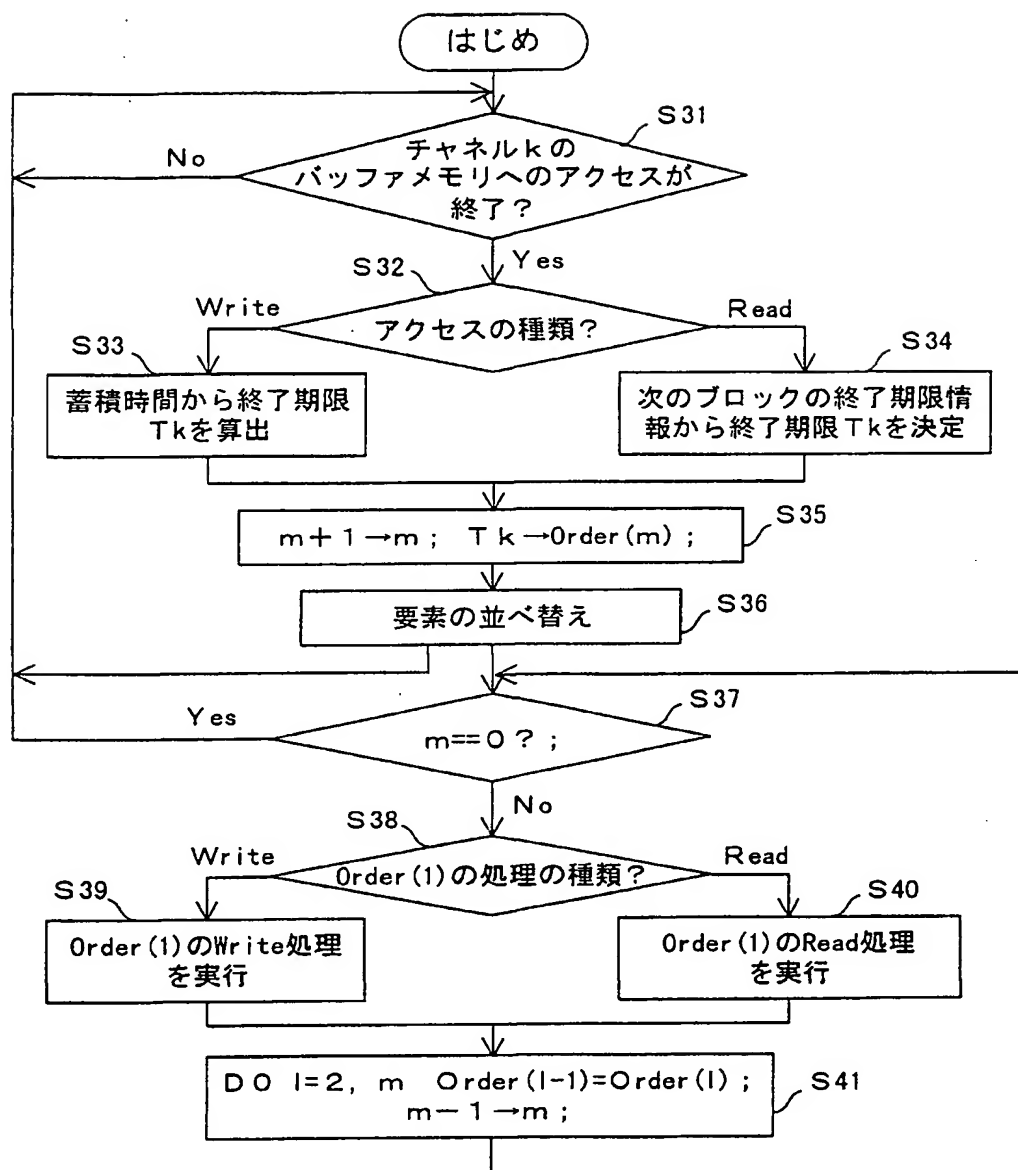 はじめ
S31
チャネルkの
バッファメモリへのアクセスが
終了?
No
Yes
S32
Write
アクセスの種類?
Read
S33
蓄積時間から終了期限
Tkを算出
S34
次のブロックの終了期限情
報から終了期限Tkを決定
S35
m+1→m; Tk→Order(m);
S36
要素の並べ替え
S37
Yes
m==0?;
No
S38
Write
Order(1)の処理の種類?
Read
S39
Order(1)のWrite処理
を実行
S40
Order(1)のRead処理
を実行
S41
DO l=2, m Order(l-1)=Order(l);
m-1→m;